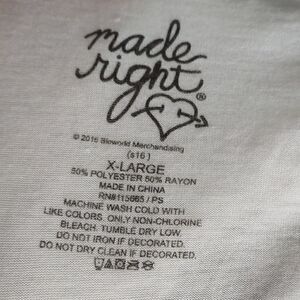 made
right®
© 2016 Bioworld Merchandising
(s16)
X-LARGE
50% POLYESTER 50% RAYON
MADE IN CHINA
RN#115665 / PS
MACHINE WASH COLD WITH
LIKE COLORS. ONLY NON-CHLORINE
BLEACH. TUMBLE DRY LOW.
DO NOT IRON IF DECORATED.
DO NOT DRY CLEAN IF DECORATED.